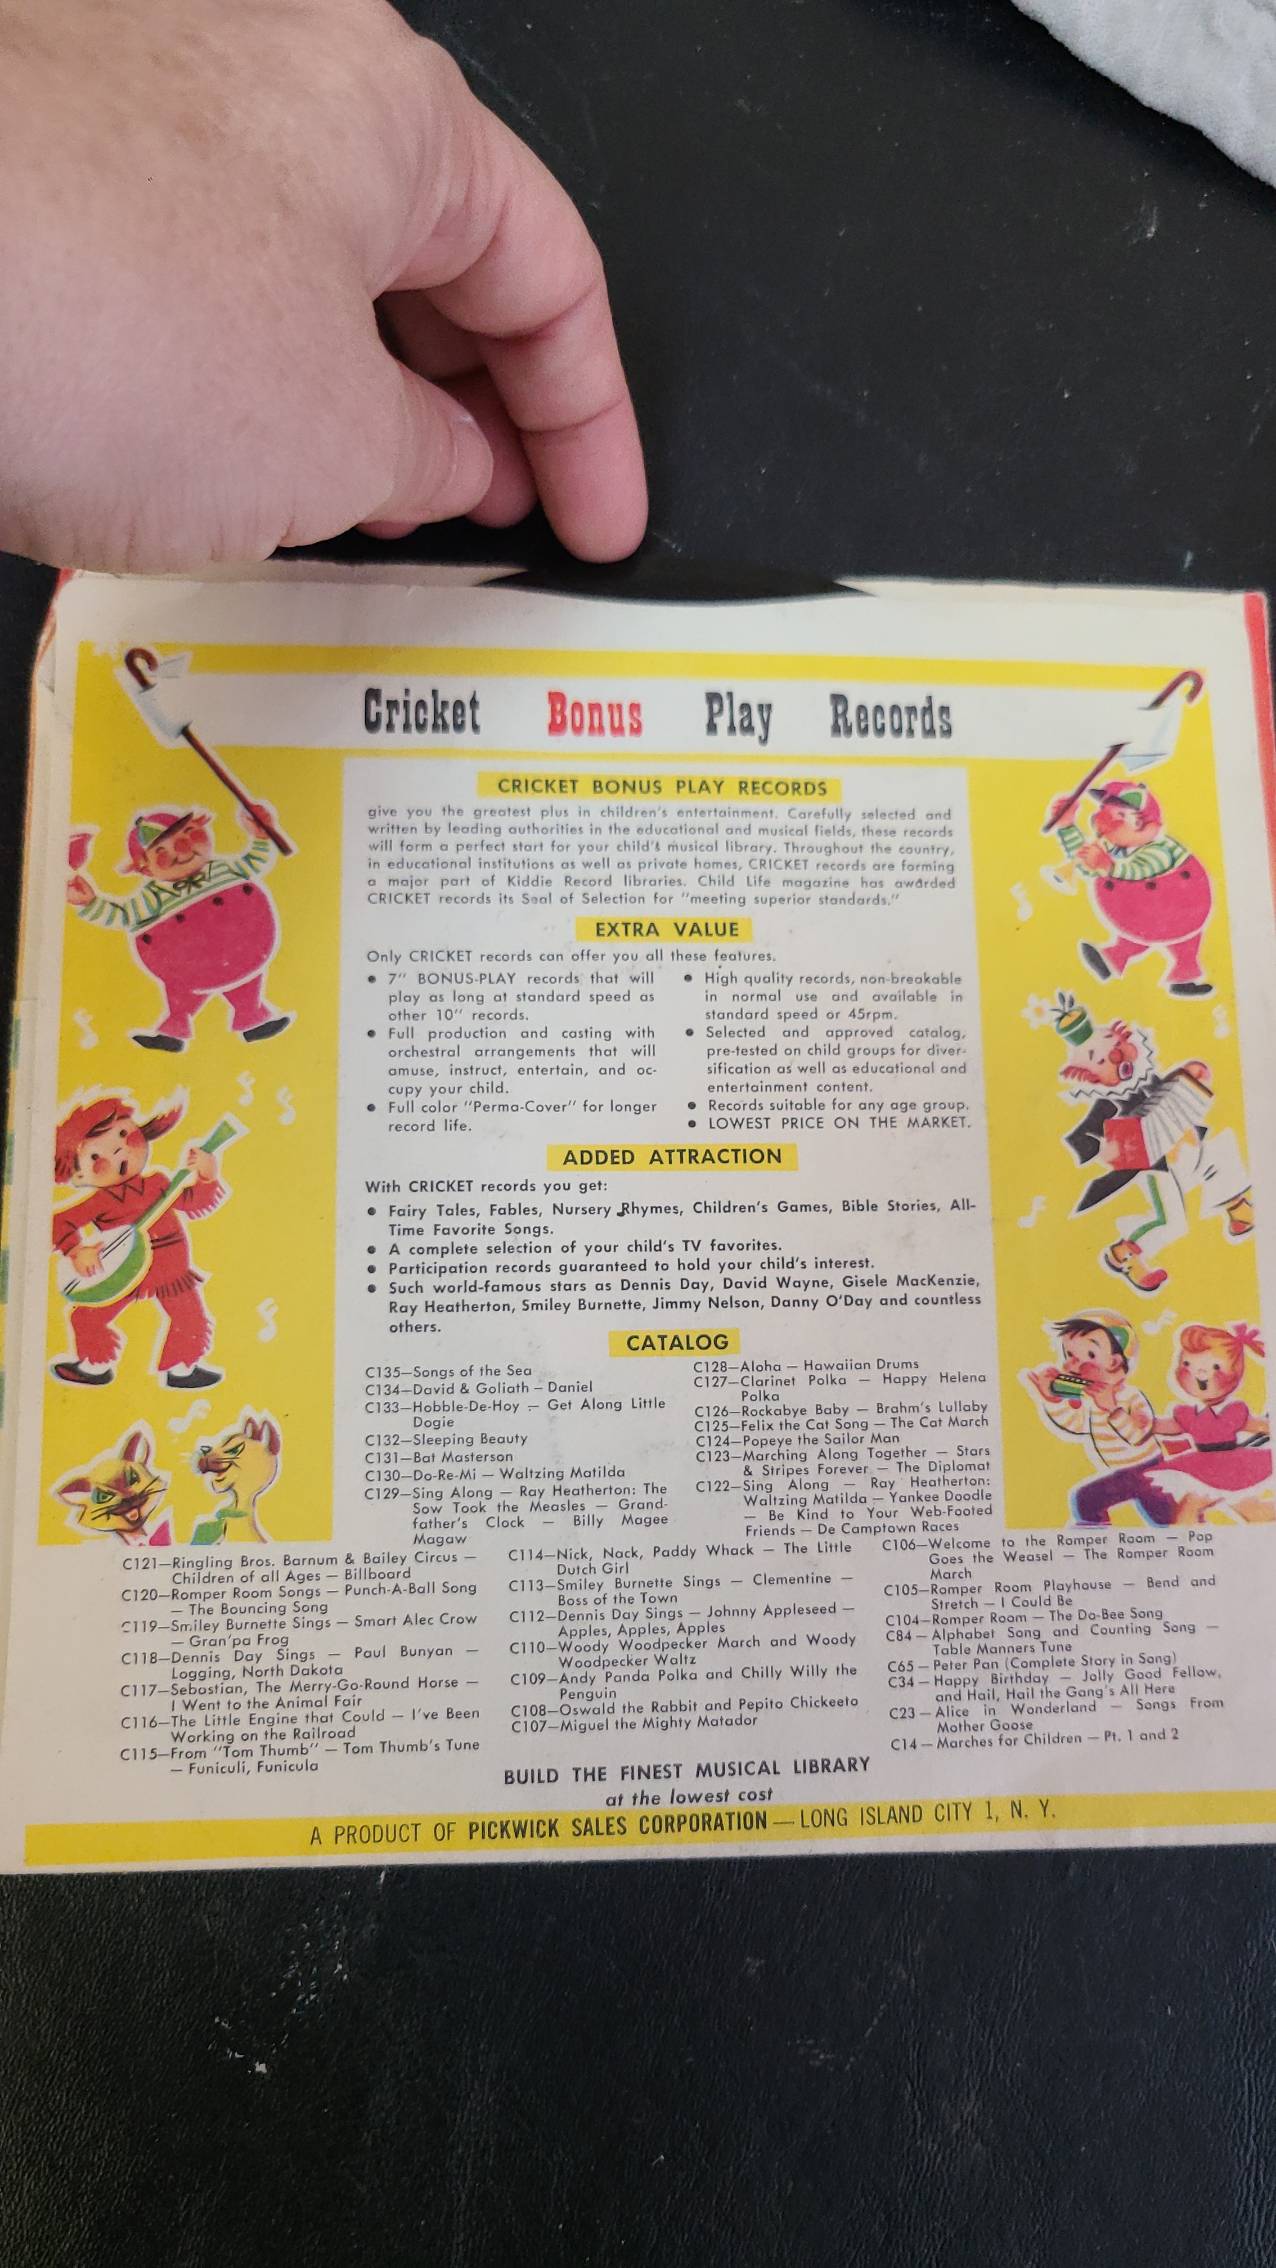 Cricket Bonus Play Records
CRICKET BONUS PLAY RECORDS
give you the greatest plus in children's entertainment. Carefully selected and
written by leading authorities in the educational and musical fields, these records
will form a perfect start for your child's musical library. Throughout the country,
in educational institutions as well as private homes, CRICKET records are forming
a major part of Kiddie Record libraries. Child Life magazine has awarded
CRICKET records its Seal of Selection for "meeting superior standards."
EXTRA VALUE
Only CRICKET records can offer you all these features.
• 7" BONUS-PLAY records that will
play as long at standard speed as
other 10" records.
• Full production and casting with
orchestral arrangements that will
amuse, instruct, entertain, and oc-
cupy your child.
• Full color "Perma-Cover" for longer
record life.
• High quality records, non-breakable
in normal use and available in
standard speed or 45rpm.
• Selected and approved catalog,
pre-tested on child groups for diver-
sification as well as educational and
entertainment content.
• Records suitable for any age group.
• LOWEST PRICE ON THE MARKET.
ADDED ATTRACTION
With CRICKET records you get:
• Fairy Tales, Fables, Nursery Rhymes, Children's Games, Bible Stories, All-
Time Favorite Songs.
• A complete selection of your child's TV favorites.
• Participation records guaranteed to hold your child's interest.
• Such world-famous stars as Dennis Day, David Wayne, Gisele MacKenzie,
Ray Heatherton, Smiley Burnette, Jimmy Nelson, Danny O'Day and countless
others.
CATALOG
C135—Songs of the Sea
C134—David & Goliath — Daniel
C133—Hobble-De-Hoy — Get Along Little
Dogie
C132—Sleeping Beauty
C131—Bat Masterson
C130—Do-Re-Mi — Waltzing Matilda
C129—Sing Along — Ray Heatherton: The
Sow Took the Measles — Grand-
father's Clock — Billy Magee
Magaw
C128—Aloha — Hawaiian Drums
C127—Clarinet Polka — Happy Helena
Polka
C126—Rockabye Baby — Brahm's Lullaby
C125—Felix the Cat Song — The Cat March
C124—Popeye the Sailor Man
C123—Marching Along Together — Stars
& Stripes Forever — The Diplomat
C122—Sing Along — Ray Heatherton:
Waltzing Matilda — Yankee Doodle
— Be Kind to Your Web-Footed
Friends — De Camptown Races
C121—Ringling Bros. Barnum & Bailey Circus —
Children of all Ages — Billboard
C120—Romper Room Songs — Punch-A-Ball Song
— The Bouncing Song
C119—Smiley Burnette Sings — Smart Alec Crow
— Gran'pa Frog
C118—Dennis Day Sings — Paul Bunyan —
Logging, North Dakota
C117—Sebastian, The Merry-Go-Round Horse —
I Went to the Animal Fair
C116—The Little Engine that Could — I've Been
Working on the Railroad
C115—From "Tom Thumb" — Tom Thumb's Tune
— Funiculi, Funicula
C114—Nick, Nack, Paddy Whack — The Little
Dutch Girl
C113—Smiley Burnette Sings — Clementine —
Boss of the Town
C112—Dennis Day Sings — Johnny Appleseed —
Apples, Apples, Apples
C110—Woody Woodpecker March and Woody
Woodpecker Waltz
C109—Andy Panda Polka and Chilly Willy the
Penguin
C108—Oswald the Rabbit and Pepito Chickeeto
C107—Miguel the Mighty Matador
C106—Welcome to the Romper Room — Pop
Goes the Weasel — The Romper Room
March
C105—Romper Room Playhouse — Bend and
Stretch — I Could Be
C104—Romper Room — The Do-Bee Song
C84 — Alphabet Song and Counting Song —
Table Manners Tune
C65 — Peter Pan (Complete Story in Song)
C34 — Happy Birthday — Jolly Good Fellow,
and Hail, Hail the Gang's All Here
C23 — Alice in Wonderland — Songs From
Mother Goose
C14 — Marches for Children — Pt. 1 and 2
BUILD THE FINEST MUSICAL LIBRARY
at the lowest cost
A PRODUCT OF PICKWICK SALES CORPORATION — LONG ISLAND CITY 1, N. Y.